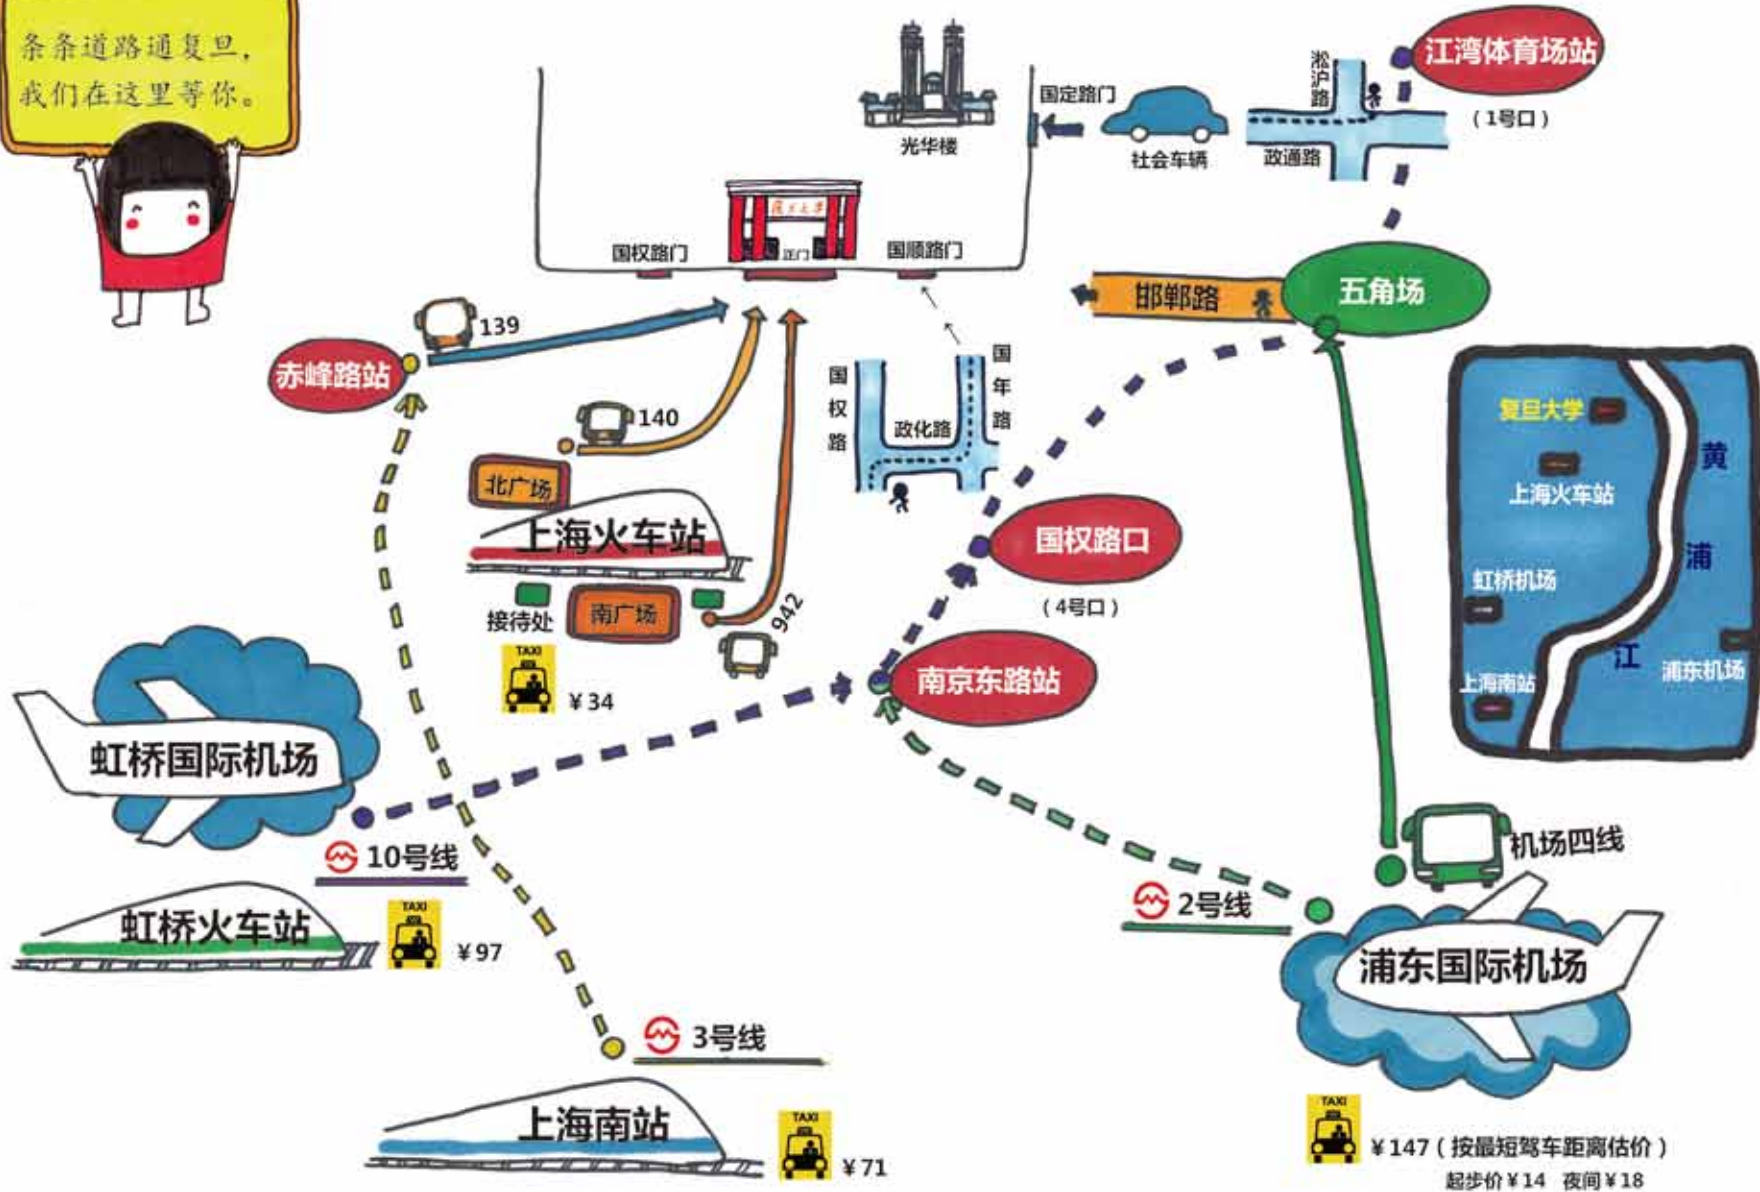 条条道路通复旦，
我们在这里等你。
江湾体育场站
（1号口）
淞沪路
政通路
国定路门
社会车辆
光华楼
复旦大学
正门
国权路门
国顺路门
邯郸路
五角场
139
赤峰路站
140
国权路
政化路
国年路
北广场
上海火车站
接待处
南广场
942
TAXI
¥34
国权路口
（4号口）
南京东路站
复旦大学
上海火车站
虹桥机场
上海南站
浦东机场
黄浦江
虹桥国际机场
10号线
虹桥火车站
TAXI
¥97
机场四线
2号线
浦东国际机场
3号线
上海南站
TAXI
¥71
TAXI
¥147（按最短驾车距离估价）
起步价¥14 夜间¥18